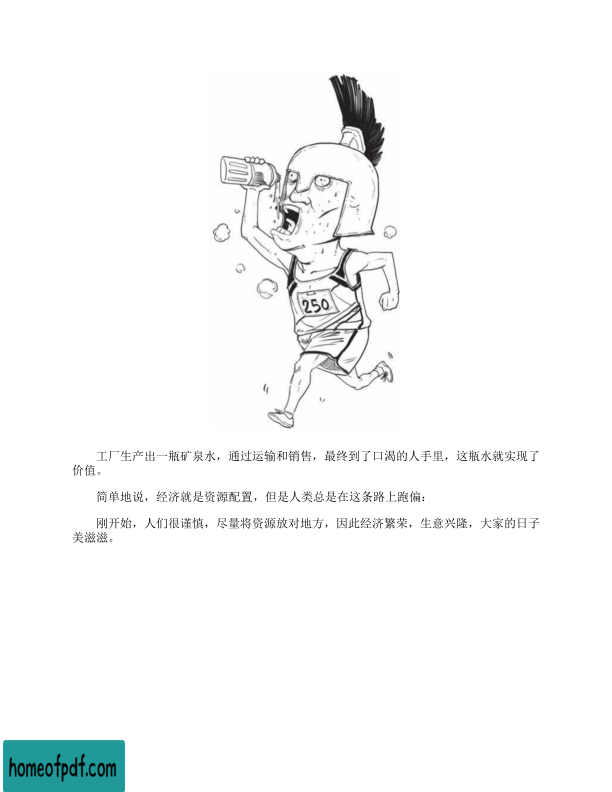 250
工厂生产出一瓶矿泉水，通过运输和销售，最终到了口渴的人手里，这瓶水就实现了
价值。
简单地说，经济就是资源配置，但是人类总是在这条路上跑偏：
刚开始，人们很谨慎，尽量将资源放对地方，因此经济繁荣，生意兴隆，大家的日子
美滋滋。
homeofpdf.com